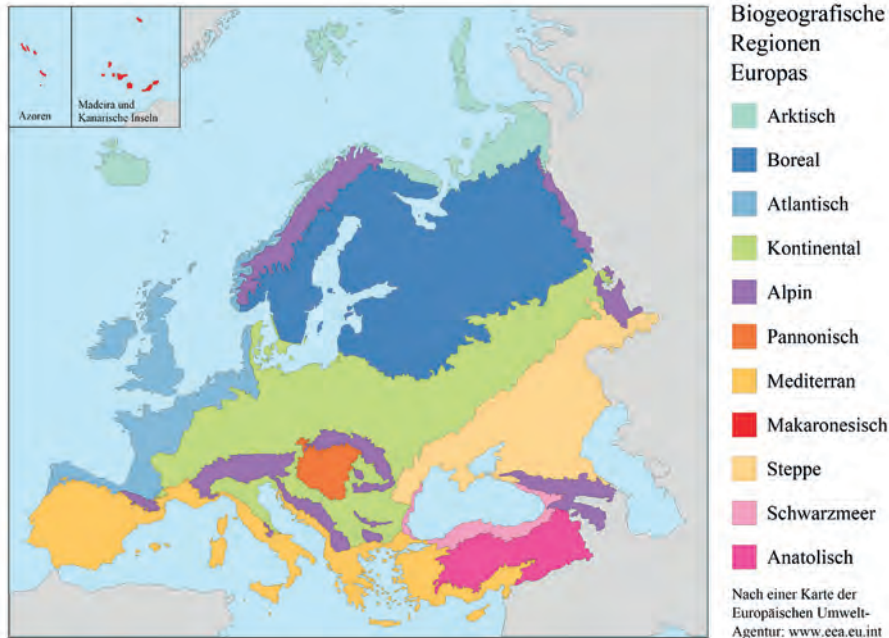 Azoren
Madeira und
Kanarische Inseln
Biogeografische
Regionen
Europas
Arktisch
Boreal
Atlantisch
Kontinental
Alpin
Pannonisch
Mediterran
Makaronesisch
Steppe
Schwarzmeer
Anatolisch
Nach einer Karte der
Europäischen Umwelt-
Agentur: www.eea.eu.int